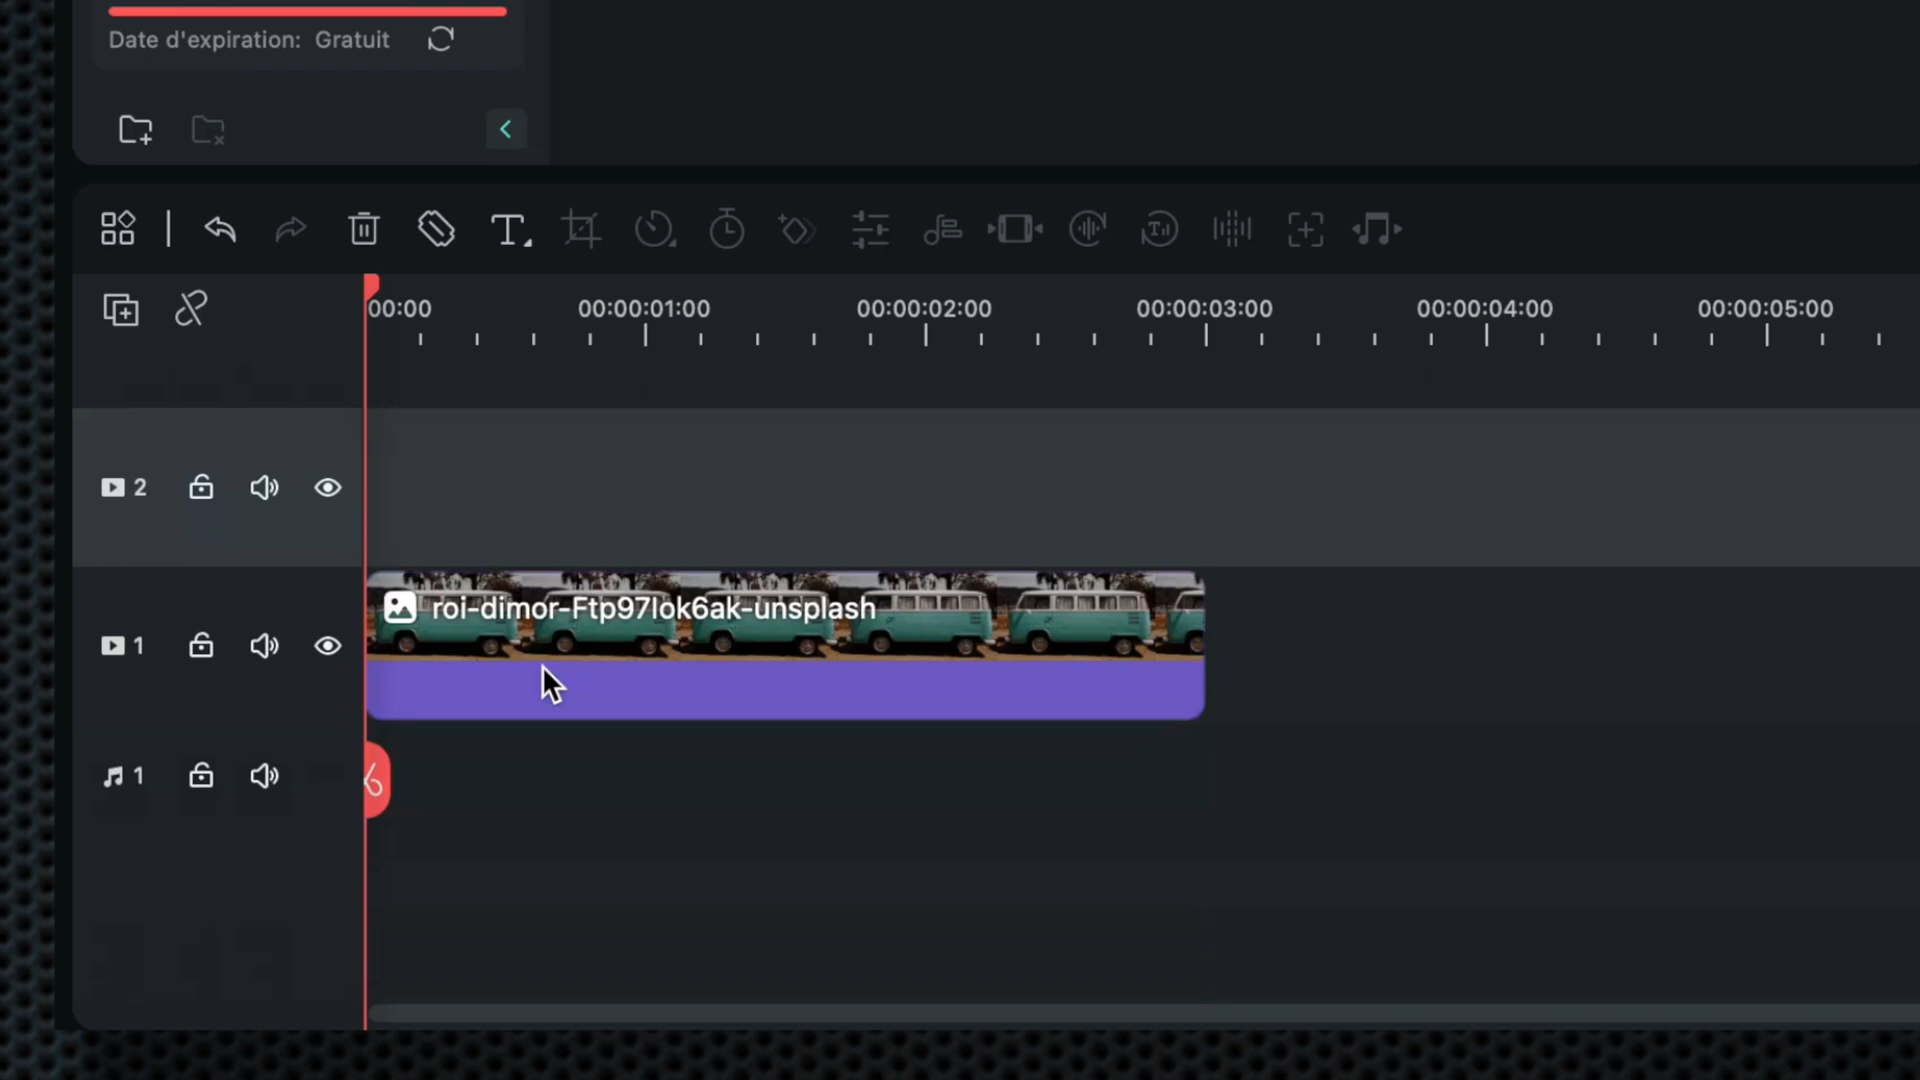 Date d'expiration: Gratuit
00:00 00:00:01:00 00:00:02:00 00:00:03:00 00:00:04:00 00:00:05:00
2
roi-dimor-Ftp97lok6ak-unsplash
1
1